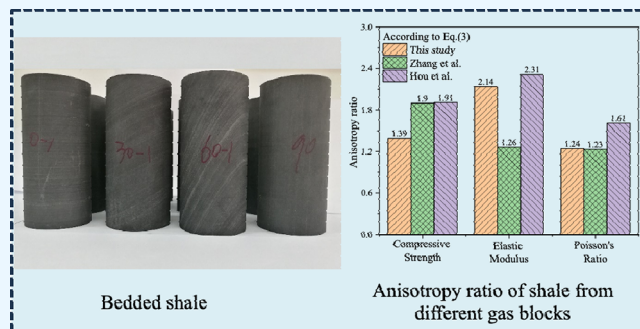 0-1
30-1
60-1
90
Bedded shale
According to Eq.(3)
This study
Zhang et al.
Hou et al.
Anisotropy ratio
3.0
2.4
1.8
1.2
0.6
0.0
1.39
1.9
1.91
2.14
1.26
2.31
1.24
1.23
1.61
Compressive
Strength
Elastic
Modulus
Poisson's
Ratio
Anisotropy ratio of shale from
different gas blocks